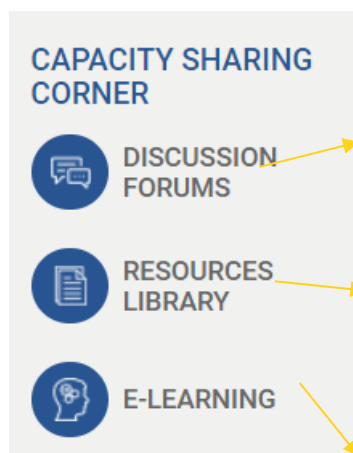 CAPACITY SHARING
CORNER
DISCUSSION
FORUMS
RESOURCES
LIBRARY
E-LEARNING